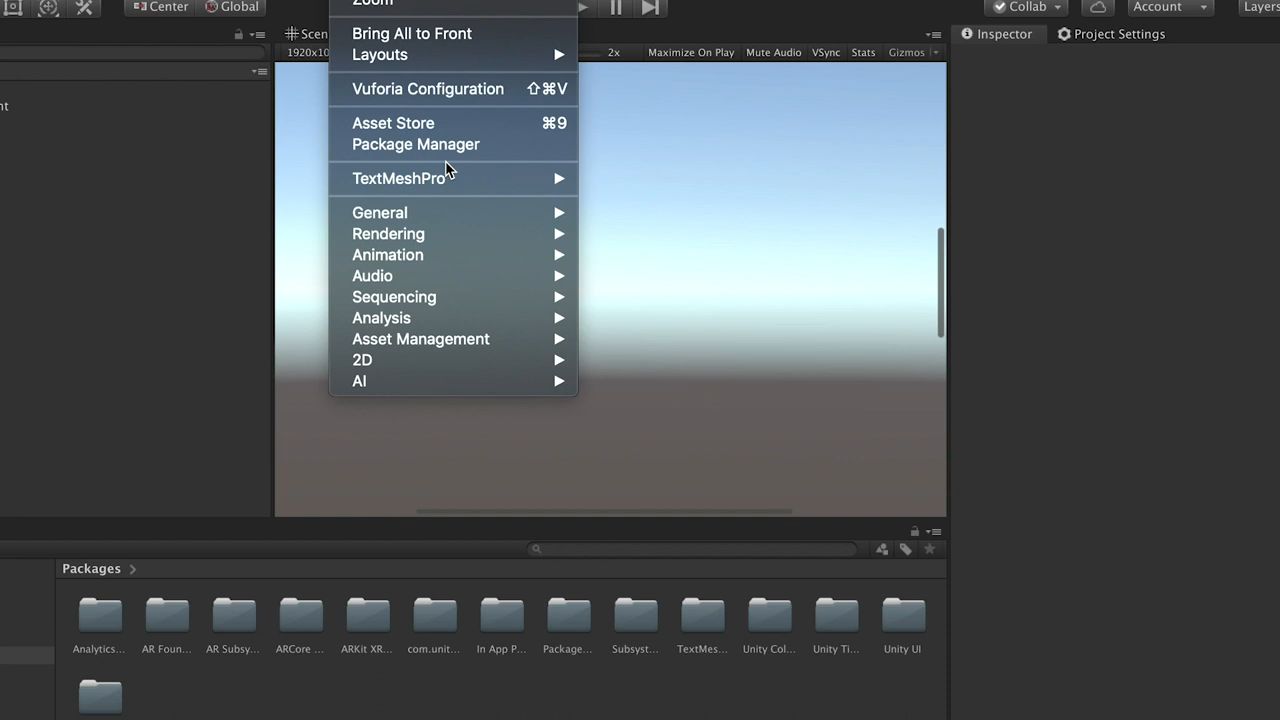 Center Global
Zoom
Collab
Account
Layers
Bring All to Front
Scen
Inspector
Project Settings
1920x10
Layouts
2x Maximize On Play Mute Audio VSync Stats Gizmos
Vuforia Configuration ⇧⌘V
nt
Asset Store ⌘9
Package Manager
TextMeshPro
General
Rendering
Animation
Audio
Sequencing
Analysis
Asset Management
2D
AI
Packages
Analytics... AR Foun... AR Subsy... ARCore ... ARKit XR... com.unit... In App P... Package... Subsyst... TextMes... Unity Col... Unity Ti... Unity UI